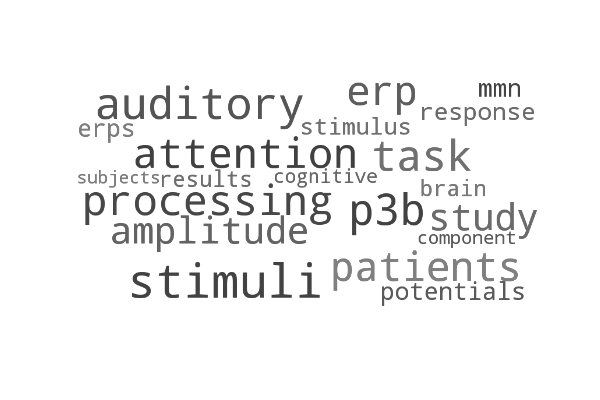 auditory erp mmn
response
erps stimulus
attention task
subjects results cognitive
brain
processing p3b study
amplitude component
stimuli patients
potentials